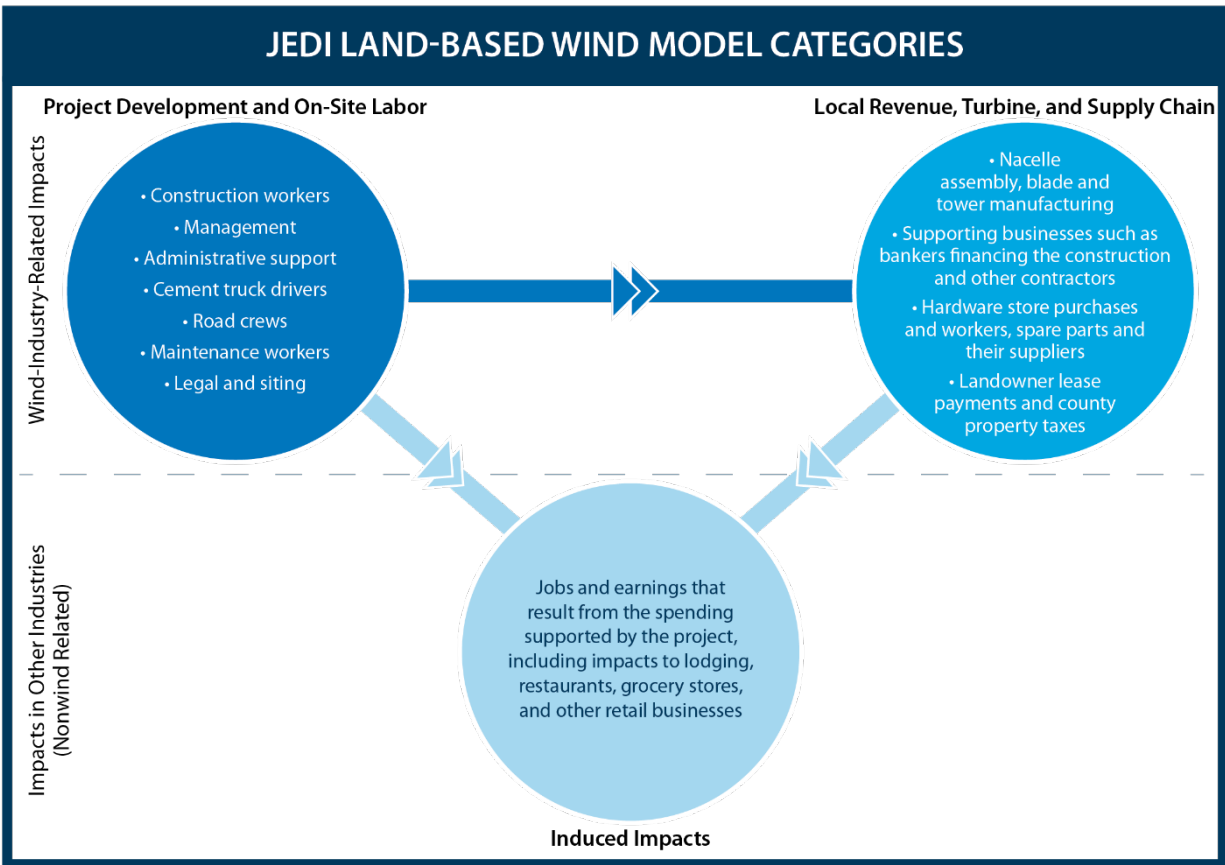 JEDI LAND-BASED WIND MODEL CATEGORIES
Project Development and On-Site Labor
Local Revenue, Turbine, and Supply Chain
Wind-Industry-Related Impacts
• Construction workers
• Management
• Administrative support
• Cement truck drivers
• Road crews
• Maintenance workers
• Legal and siting
• Nacelle
assembly, blade and
tower manufacturing
• Supporting businesses such as
bankers financing the construction
and other contractors
• Hardware store purchases
and workers, spare parts and
their suppliers
• Landowner lease
payments and county
property taxes
Impacts in Other Industries
(Nonwind Related)
Jobs and earnings that
result from the spending
supported by the project,
including impacts to lodging,
restaurants, grocery stores,
and other retail businesses
Induced Impacts